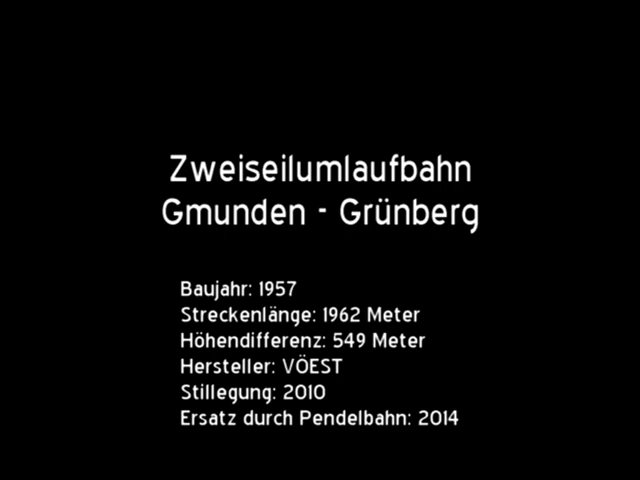 Zweiseilumlaufbahn
Gmunden - Grünberg
Baujahr: 1957
Streckenlänge: 1962 Meter
Höhendifferenz: 549 Meter
Hersteller: VÖEST
Stillegung: 2010
Ersatz durch Pendelbahn: 2014